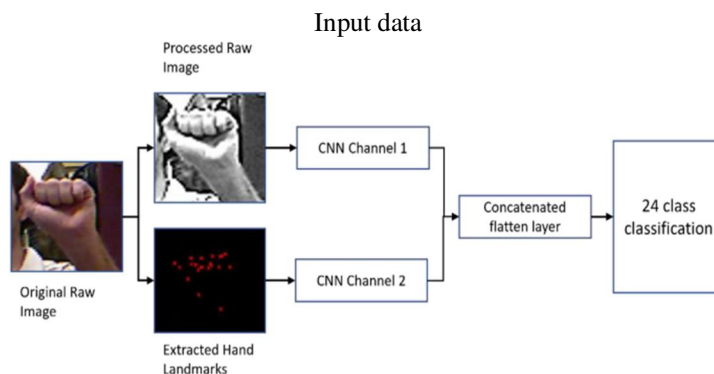 Input data
Processed Raw
Image
CNN Channel 1
Original Raw
Image
Concatenated
flatten layer
24 class
classification
CNN Channel 2
Extracted Hand
Landmarks